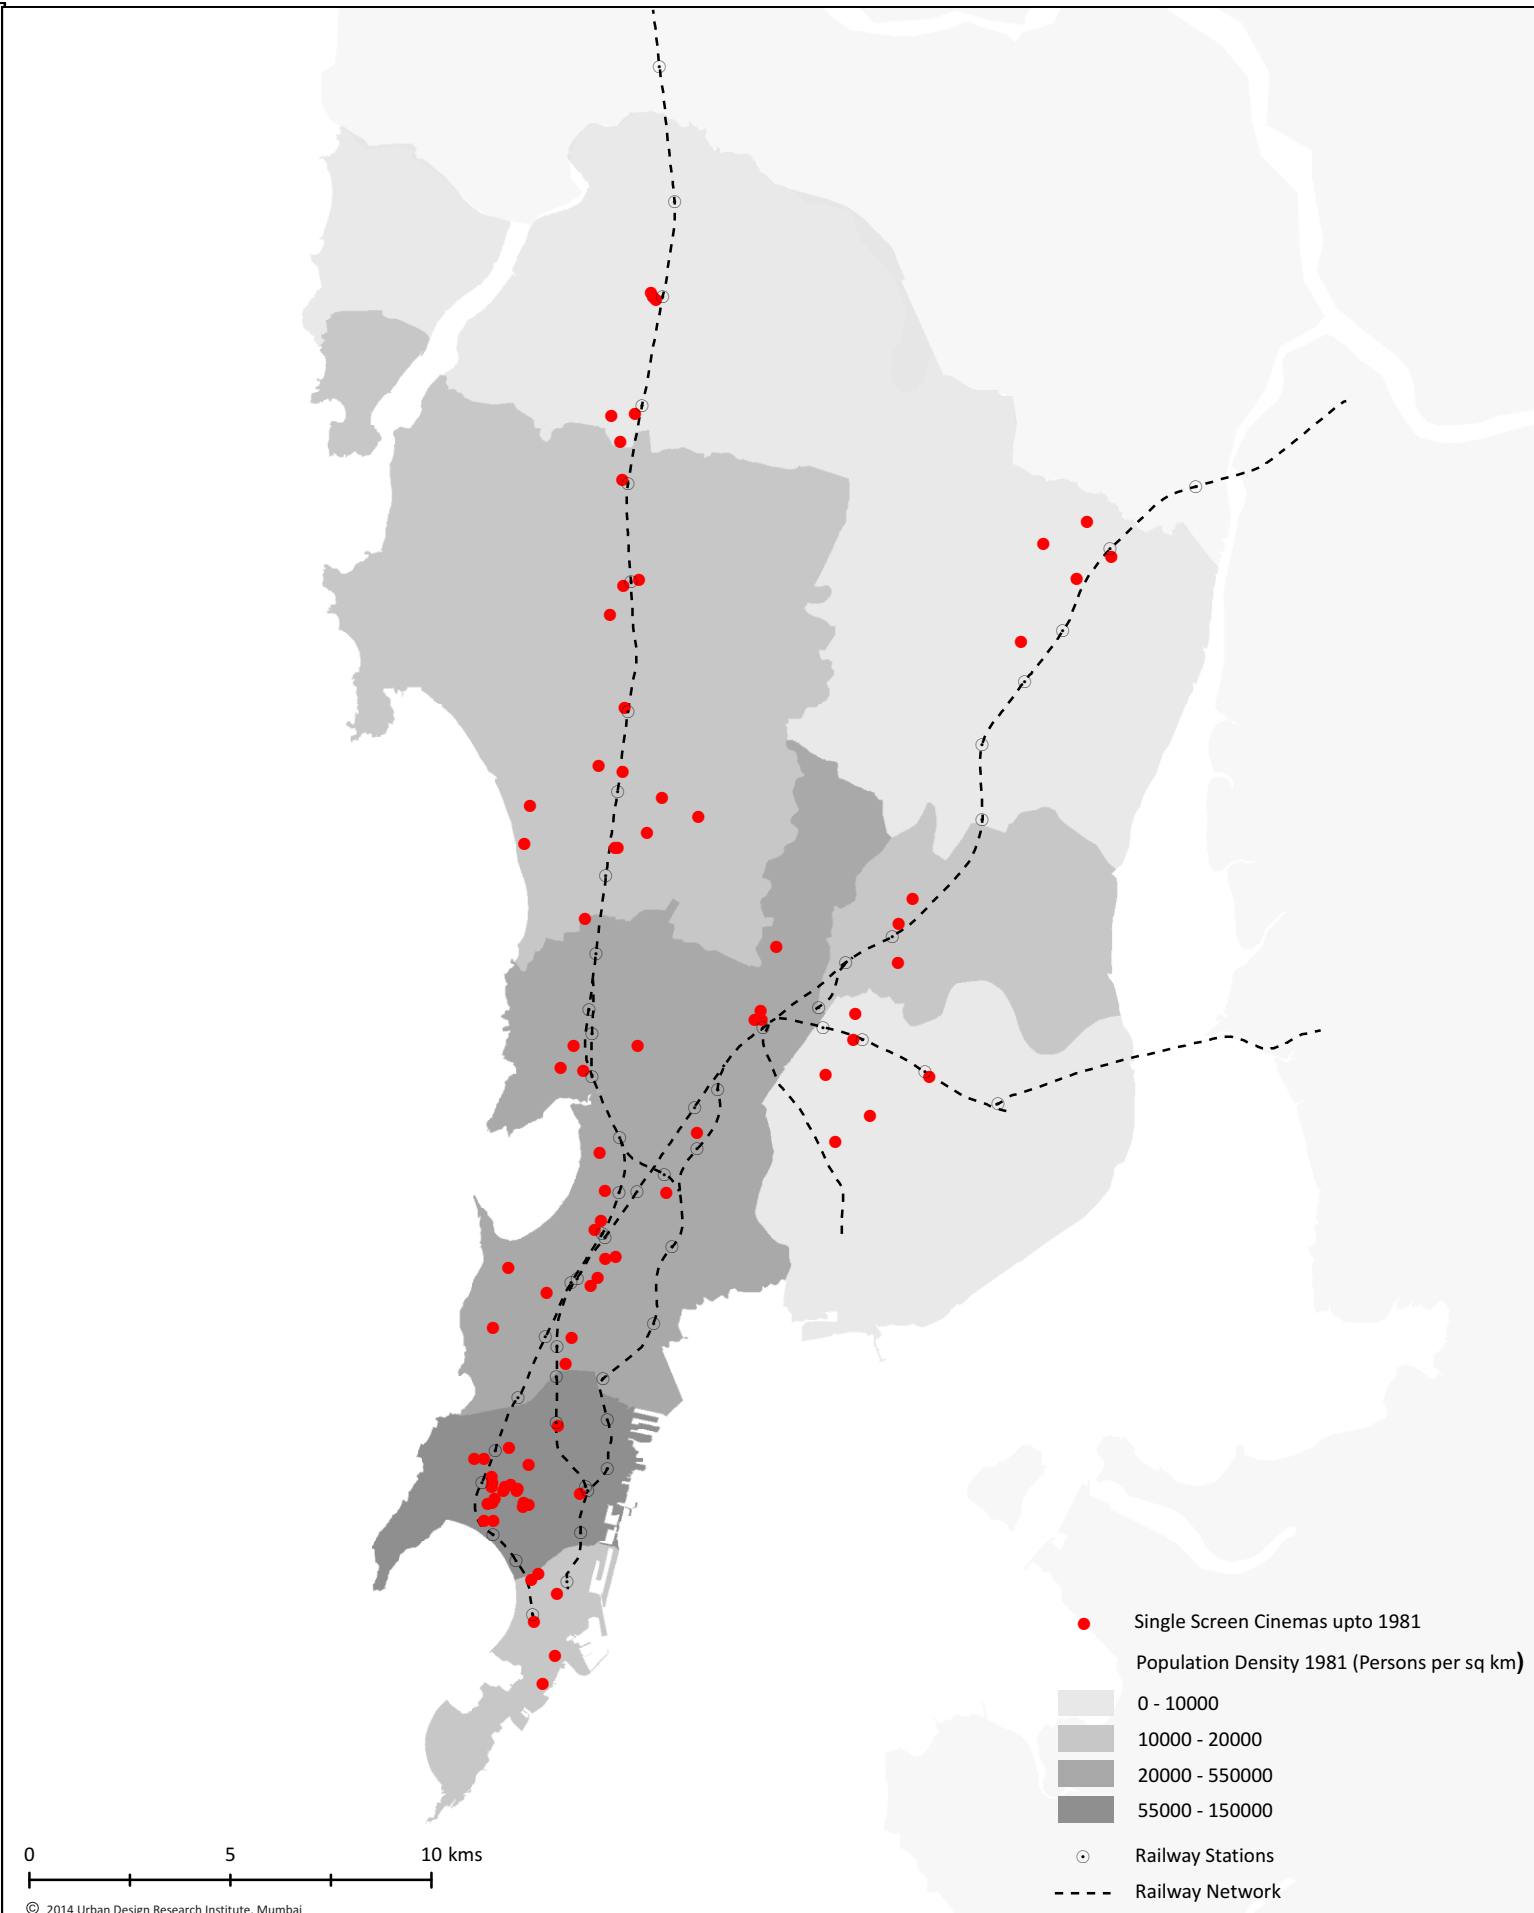 Single Screen Cinemas upto 1981
Population Density 1981 (Persons per sq km)
0 - 10000
10000 - 20000
20000 - 550000
55000 - 150000
Railway Stations
Railway Network
0 5 10 kms
© 2014 Urban Design Research Institute, Mumbai